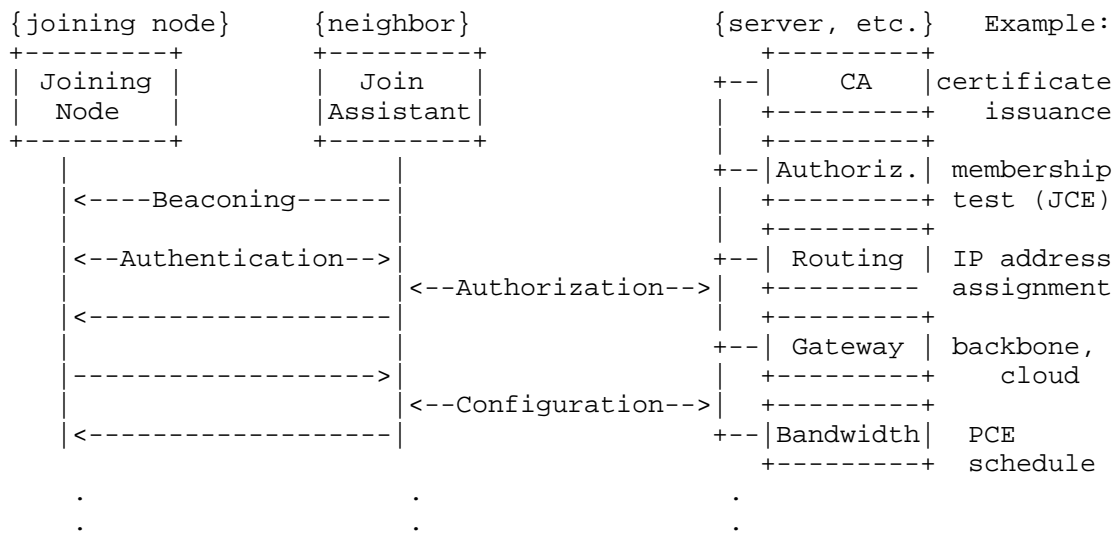 {joining node}     {neighbor}             {server, etc.}   Example:
+---------+       +---------+               +---------+
| Joining |       |  Join   |            +--|   CA    |certificate
|  Node   |       |Assistant|            |  +---------+   issuance
+---------+       +---------+            |  +---------+
   |                   |                 +--|Authoriz.| membership
   |<----Beaconing------|                |  +---------+ test (JCE)
   |                   |                 |  +---------+
   |<--Authentication-->|                +--| Routing | IP address
   |                   |<--Authorization-->|  +--------- assignment
   |<-------------------|                |  +---------+
   |                   |                 +--| Gateway | backbone,
   |------------------->|                |  +---------+    cloud
   |                   |<--Configuration-->|  +---------+
   |<-------------------|                +--|Bandwidth|  PCE
                                            +---------+  schedule
   .                   .                  .
   .                   .                  .